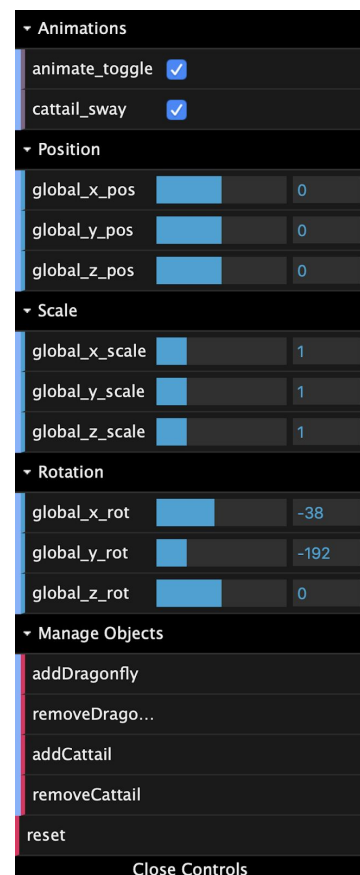 Animations
animate_toggle
cattail_sway
Position
global_x_pos 0
global_y_pos 0
global_z_pos 0
Scale
global_x_scale 1
global_y_scale 1
global_z_scale 1
Rotation
global_x_rot -38
global_y_rot -192
global_z_rot 0
Manage Objects
addDragonfly
removeDrago...
addCattail
removeCattail
reset
Close Controls